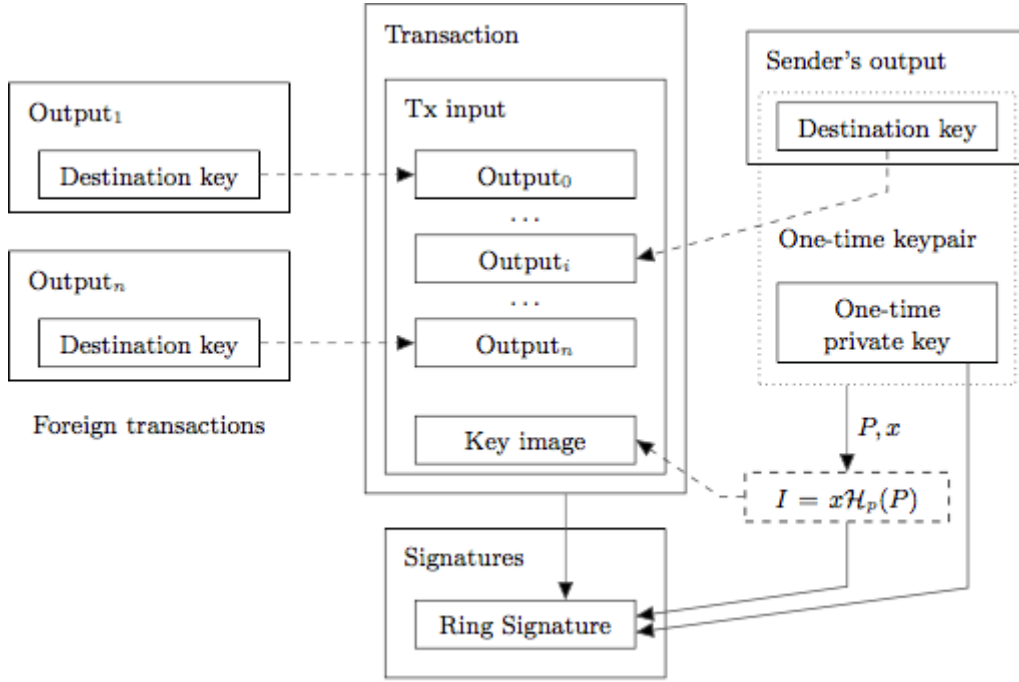 Output₁
Destination key
Outputₙ
Destination key
Foreign transactions
Transaction
Tx input
Output₀
...
Outputᵢ
...
Outputₙ
Key image
Signatures
Ring Signature
Sender's output
Destination key
One-time keypair
One-time
private key
P, x
I = xℋₚ(P)